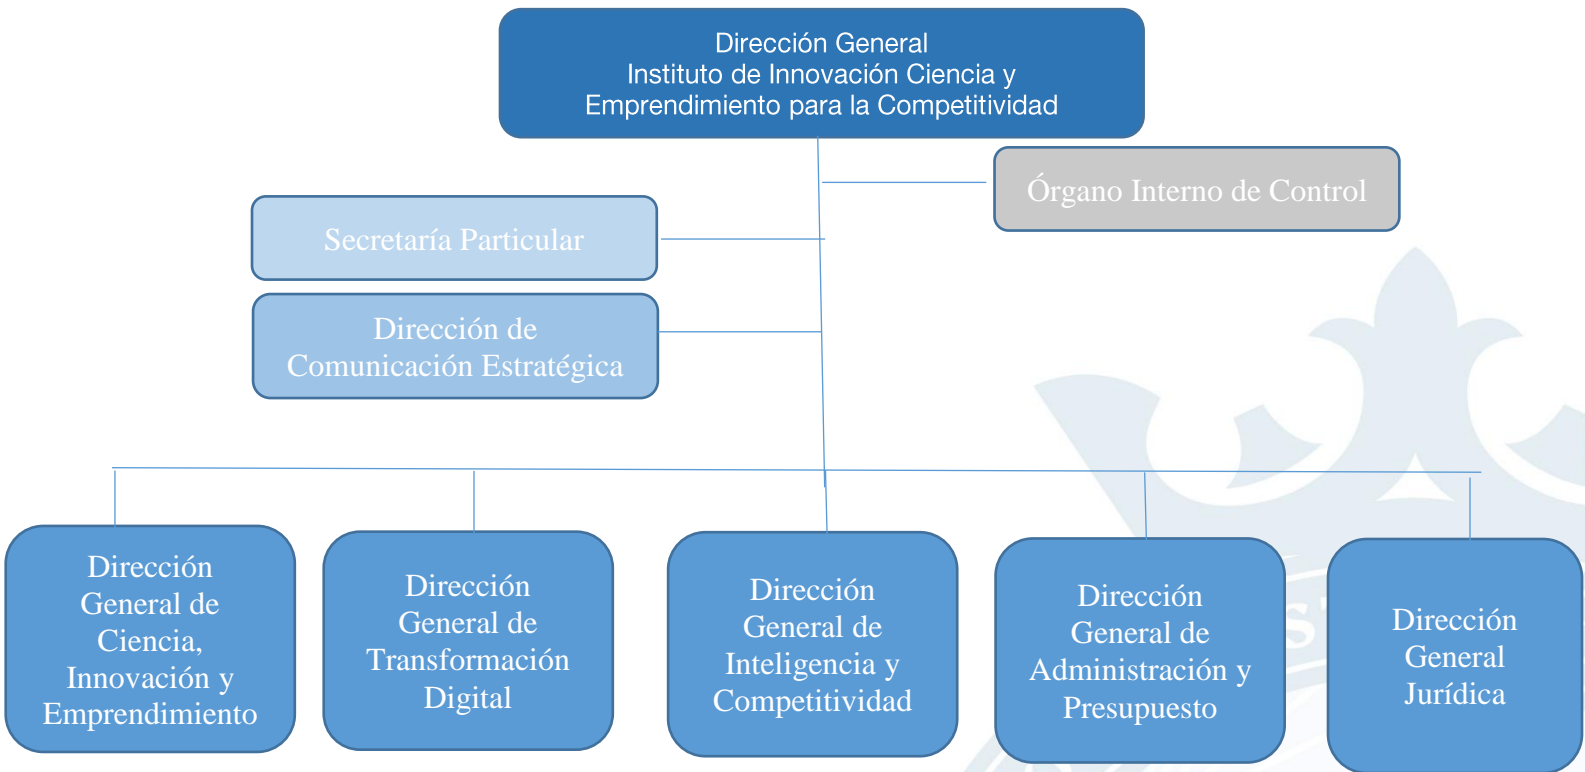 Dirección General
Instituto de Innovación Ciencia y
Emprendimiento para la Competitividad
Órgano Interno de Control
Secretaría Particular
Dirección de
Comunicación Estratégica
Dirección
General de
Ciencia,
Innovación y
Emprendimiento
Dirección
General de
Transformación
Digital
Dirección
General de
Inteligencia y
Competitividad
Dirección
General de
Administración y
Presupuesto
Dirección
General
Jurídica